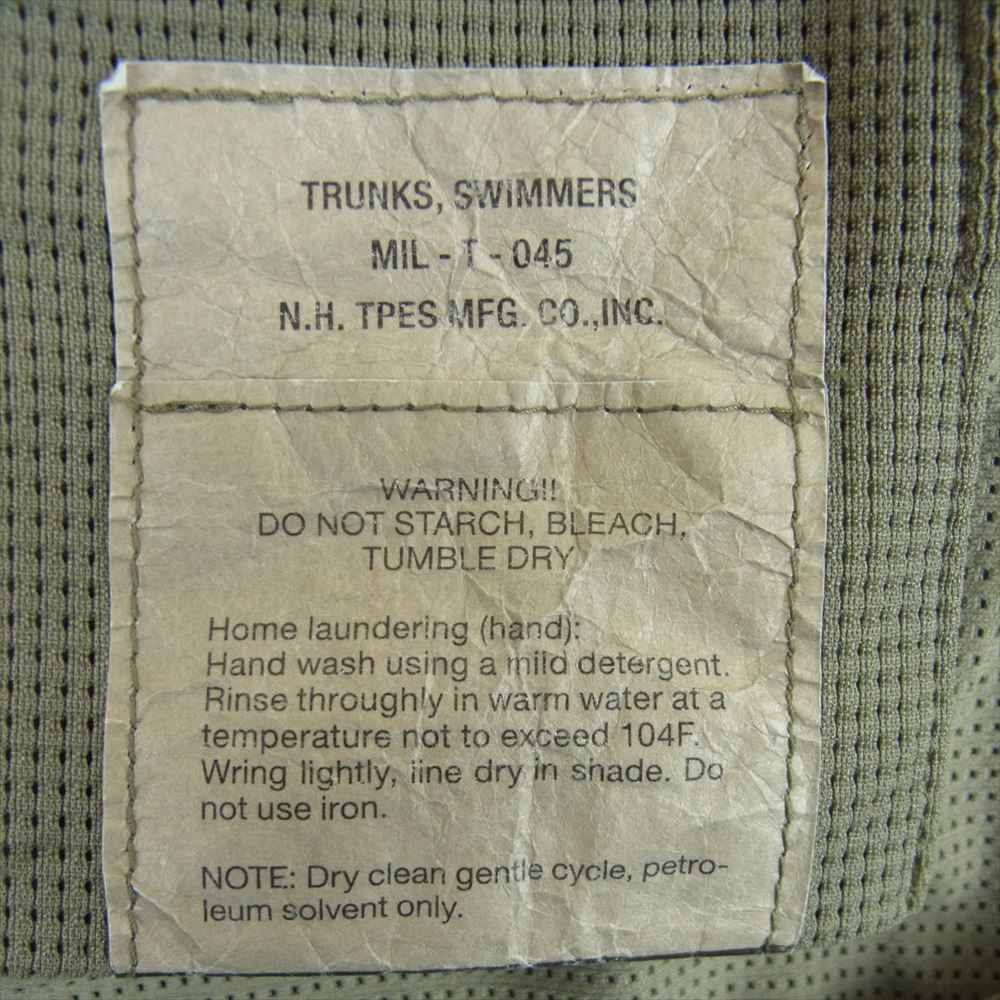 TRUNKS, SWIMMERS
MIL - T - 045
N.H. TPES MFG. CO.,INC.
WARNING!!
DO NOT STARCH, BLEACH,
TUMBLE DRY
Home laundering (hand):
Hand wash using a mild detergent.
Rinse throughly in warm water at a
temperature not to exceed 104F.
Wring lightly, line dry in shade. Do
not use iron.
NOTE: Dry clean gentle cycle, petro-
leum solvent only.